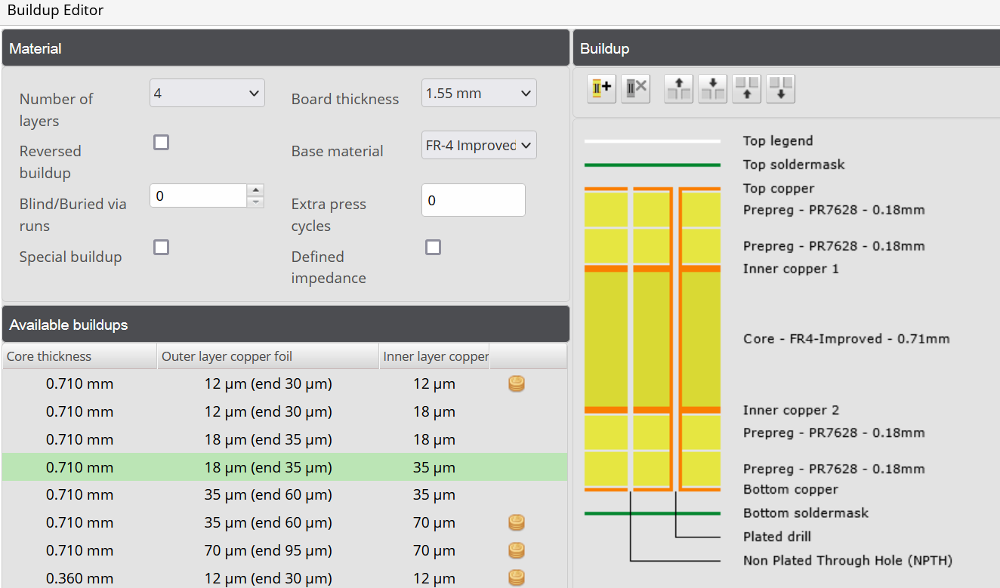 Buildup Editor
Material
Number of layers
4
Board thickness
1.55 mm
Reversed buildup
Base material
FR-4 Improved
Blind/Buried via runs
0
Extra press cycles
0
Special buildup
Defined impedance
Available buildups
Core thickness Outer layer copper foil Inner layer copper
0.710 mm 12 µm (end 30 µm) 12 µm
0.710 mm 12 µm (end 30 µm) 18 µm
0.710 mm 18 µm (end 35 µm) 18 µm
0.710 mm 18 µm (end 35 µm) 35 µm
0.710 mm 35 µm (end 60 µm) 35 µm
0.710 mm 35 µm (end 60 µm) 70 µm
0.710 mm 70 µm (end 95 µm) 70 µm
0.360 mm 12 µm (end 30 µm) 12 µm
Buildup
Top legend
Top soldermask
Top copper
Prepreg - PR7628 - 0.18mm
Prepreg - PR7628 - 0.18mm
Inner copper 1
Core - FR4-Improved - 0.71mm
Inner copper 2
Prepreg - PR7628 - 0.18mm
Prepreg - PR7628 - 0.18mm
Bottom copper
Bottom soldermask
Plated drill
Non Plated Through Hole (NPTH)